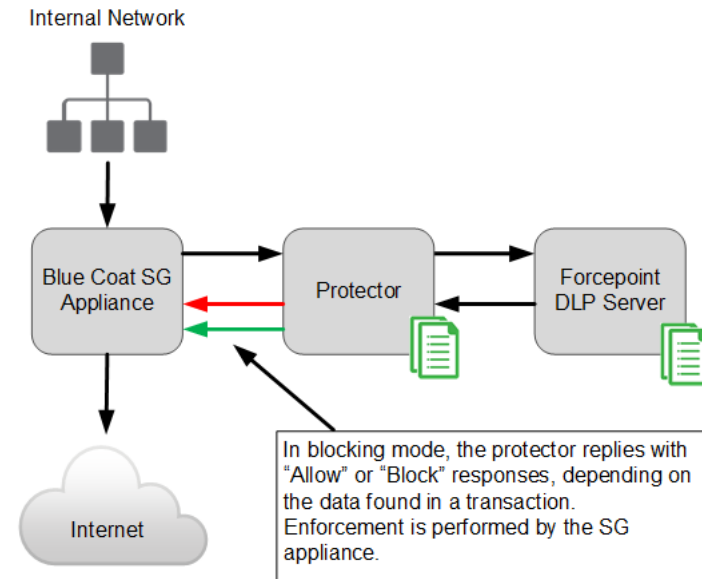 Internal Network
Blue Coat SG
Appliance
Protector
Forcepoint
DLP Server
In blocking mode, the protector replies with
“Allow” or “Block” responses, depending on
the data found in a transaction.
Enforcement is performed by the SG
appliance.
Internet